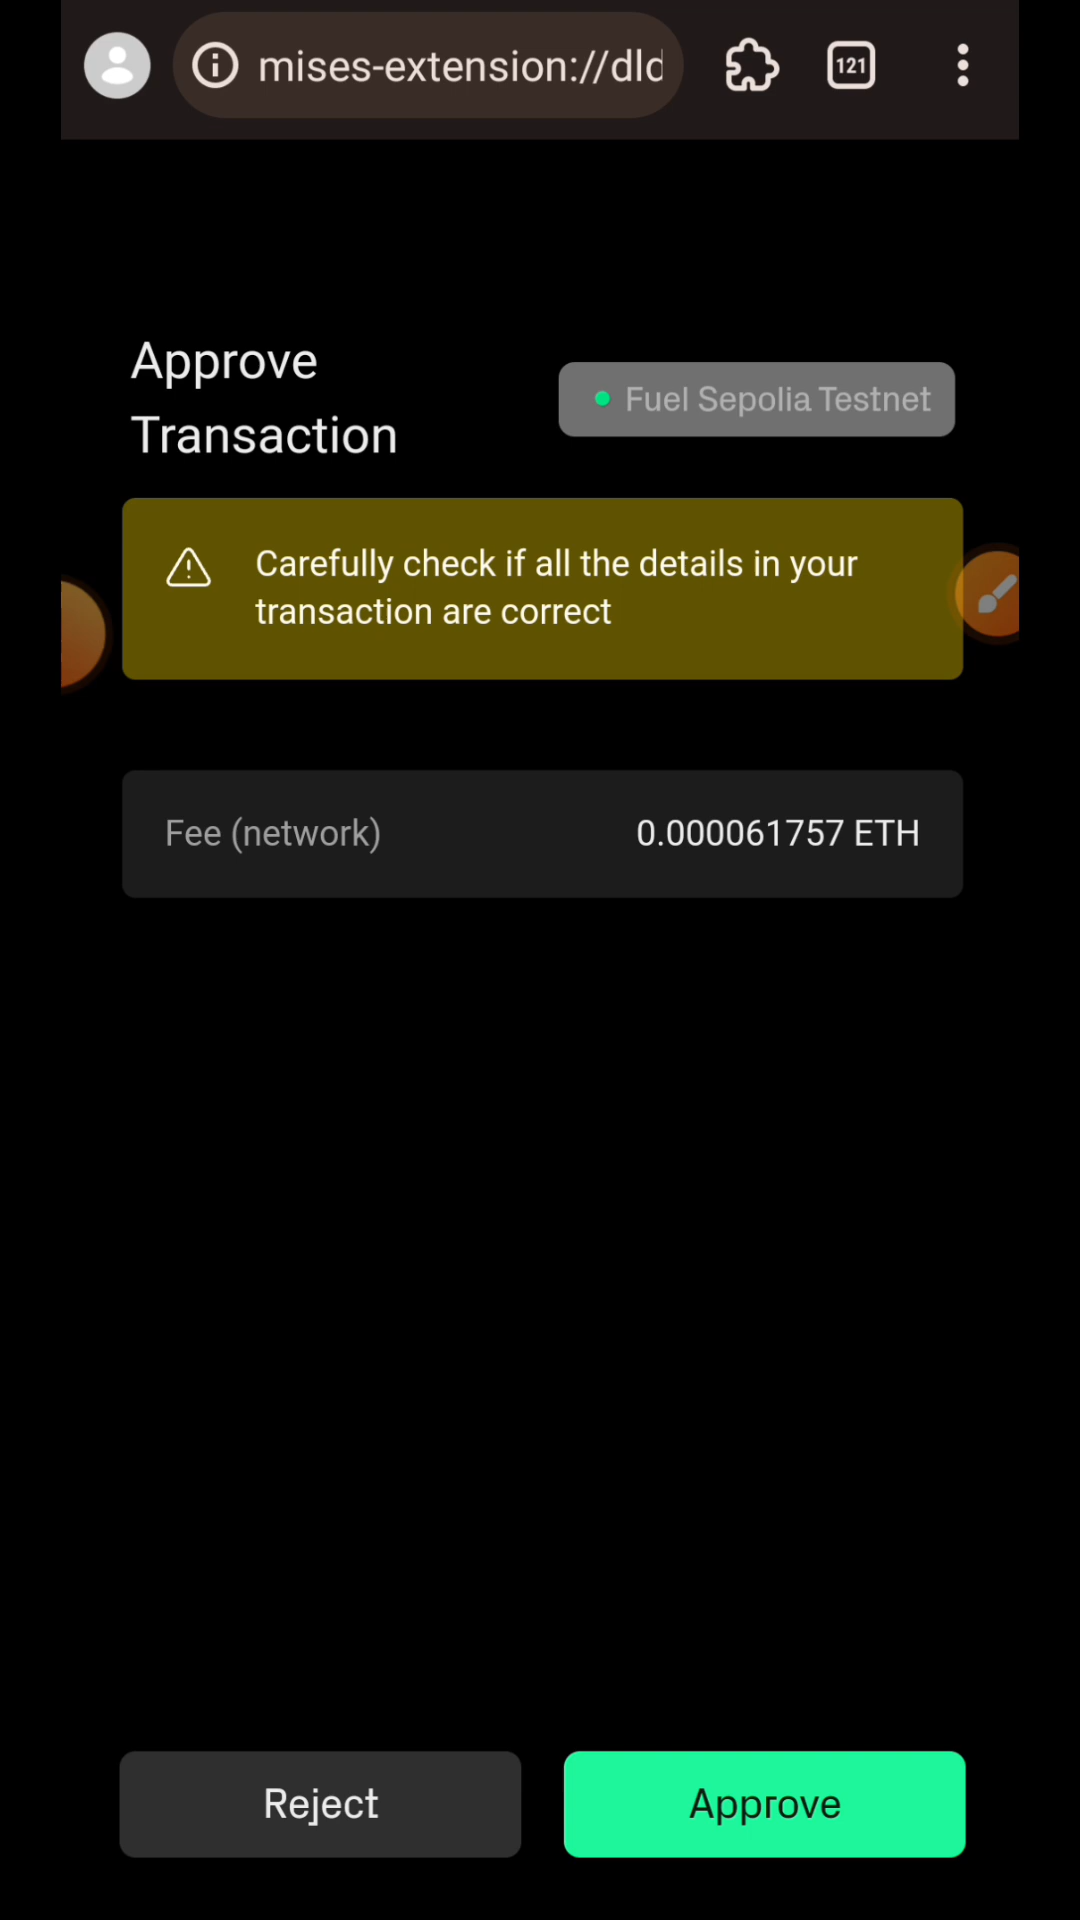 mises-extension://dld
121
Approve
Transaction
Fuel Sepolia Testnet
Carefully check if all the details in your
transaction are correct
Fee (network)
0.000061757 ETH
Reject
Approve